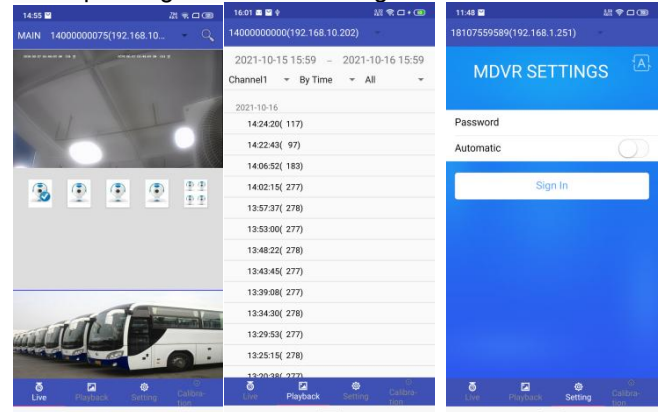 14:55
MAIN 14000000075(192.168.10...
Live Playback Setting Calibra-
tion
16:01
14000000000(192.168.10.202)
2021-10-15 15:59 – 2021-10-16 15:59
Channel1 By Time All
2021-10-16
14:24:20( 117)
14:22:43( 97)
14:06:52( 183)
14:02:15( 277)
13:57:37( 278)
13:53:00( 277)
13:48:22( 278)
13:43:45( 277)
13:39:08( 277)
13:34:30( 278)
13:29:53( 277)
13:25:15( 278)
13:20:38( 277)
Live Playback Setting Calibra-
tion
11:48
18107559589(192.168.1.251)
MDVR SETTINGS
A
Password
Automatic
Sign In
Live Playback Setting Calibra-
tion